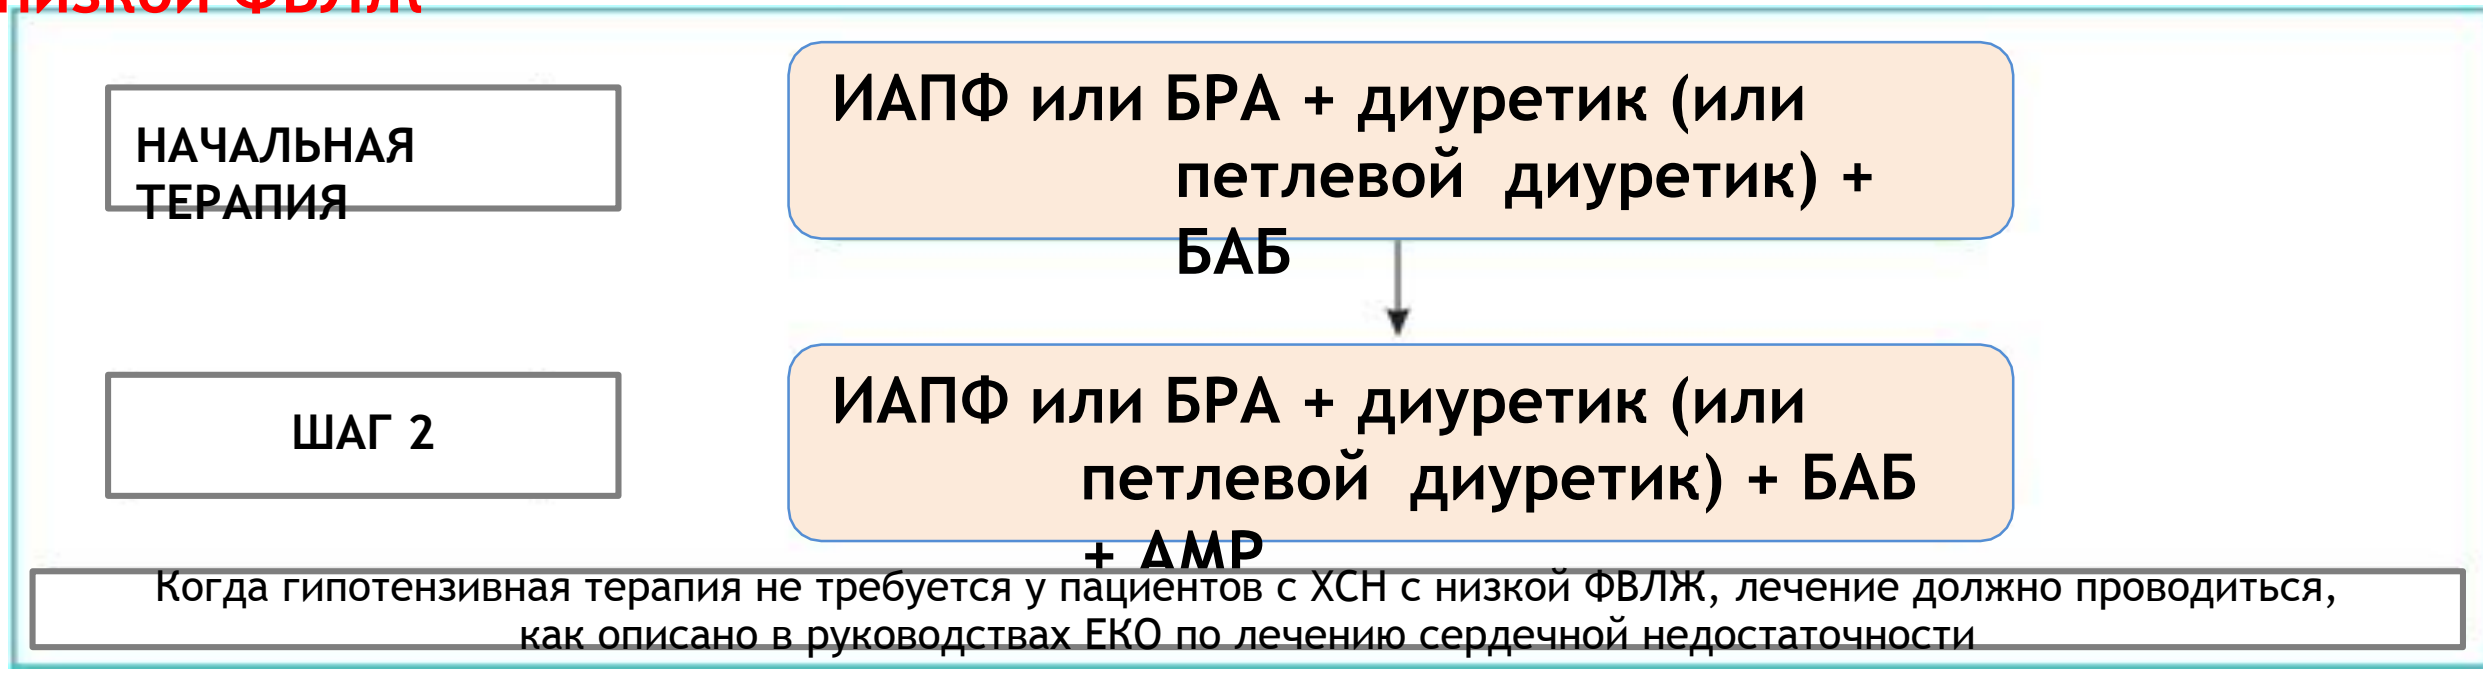 низкой ФВЛЖ
НАЧАЛЬНАЯ
ТЕРАПИЯ
ИАПФ или БРА + диуретик (или
петлевой диуретик) +
БАБ
ШАГ 2
ИАПФ или БРА + диуретик (или
петлевой диуретик) + БАБ
+ АМР
Когда гипотензивная терапия не требуется у пациентов с ХСН с низкой ФВЛЖ, лечение должно проводиться,
как описано в руководствах ЕКО по лечению сердечной недостаточности